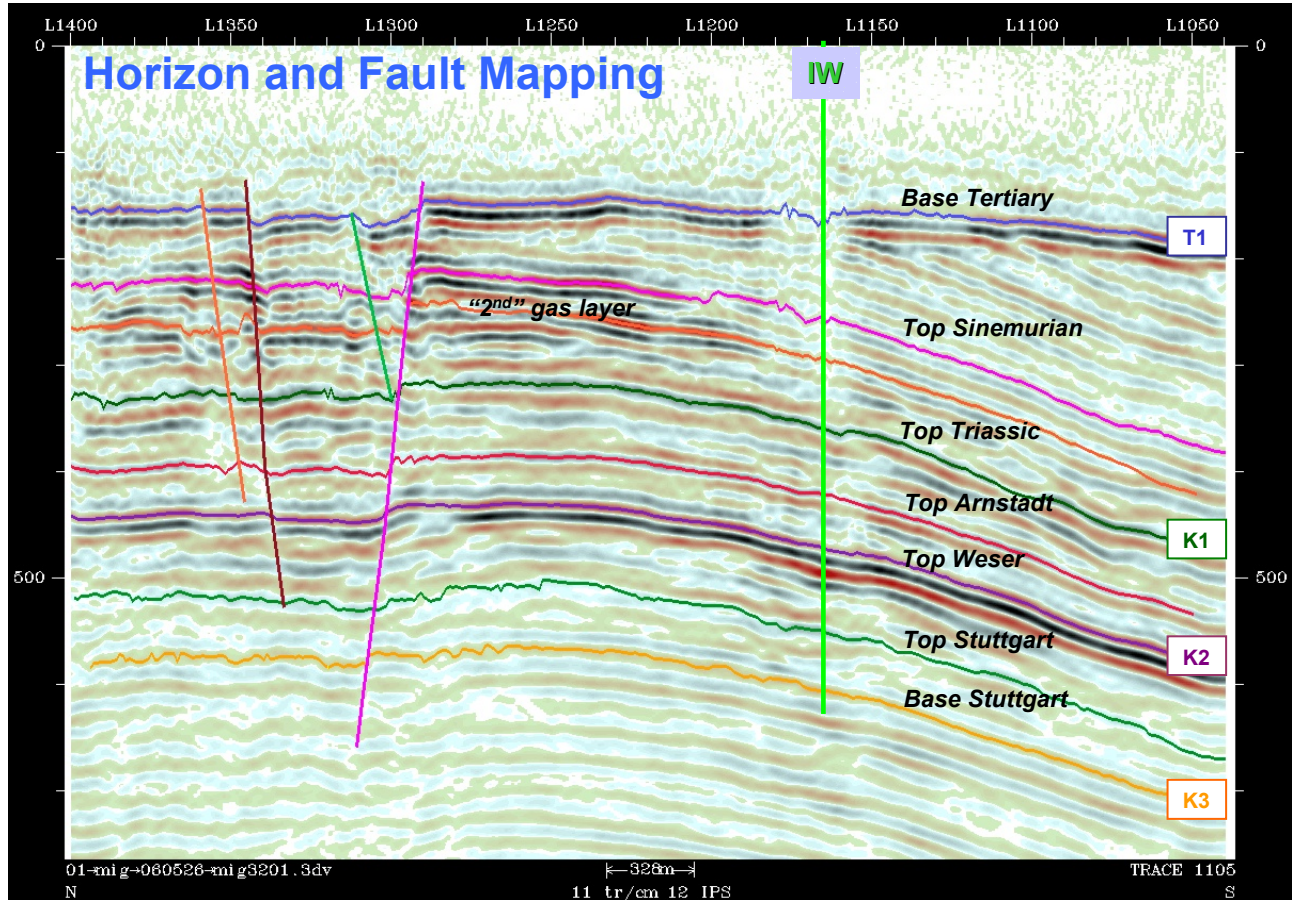 L1400 L1350 L1300 L1250 L1200 L1150 L1100 L1050
0 0
Horizon and Fault Mapping
IW
Base Tertiary
T1
"2nd" gas layer
Top Sinemurian
Top Triassic
Top Arnstadt
K1
Top Weser
500 500
Top Stuttgart
K2
Base Stuttgart
K3
01→mig→060526→mig3201.3dv 328m TRACE 1105
N 11 tr/cm 12 IPS S